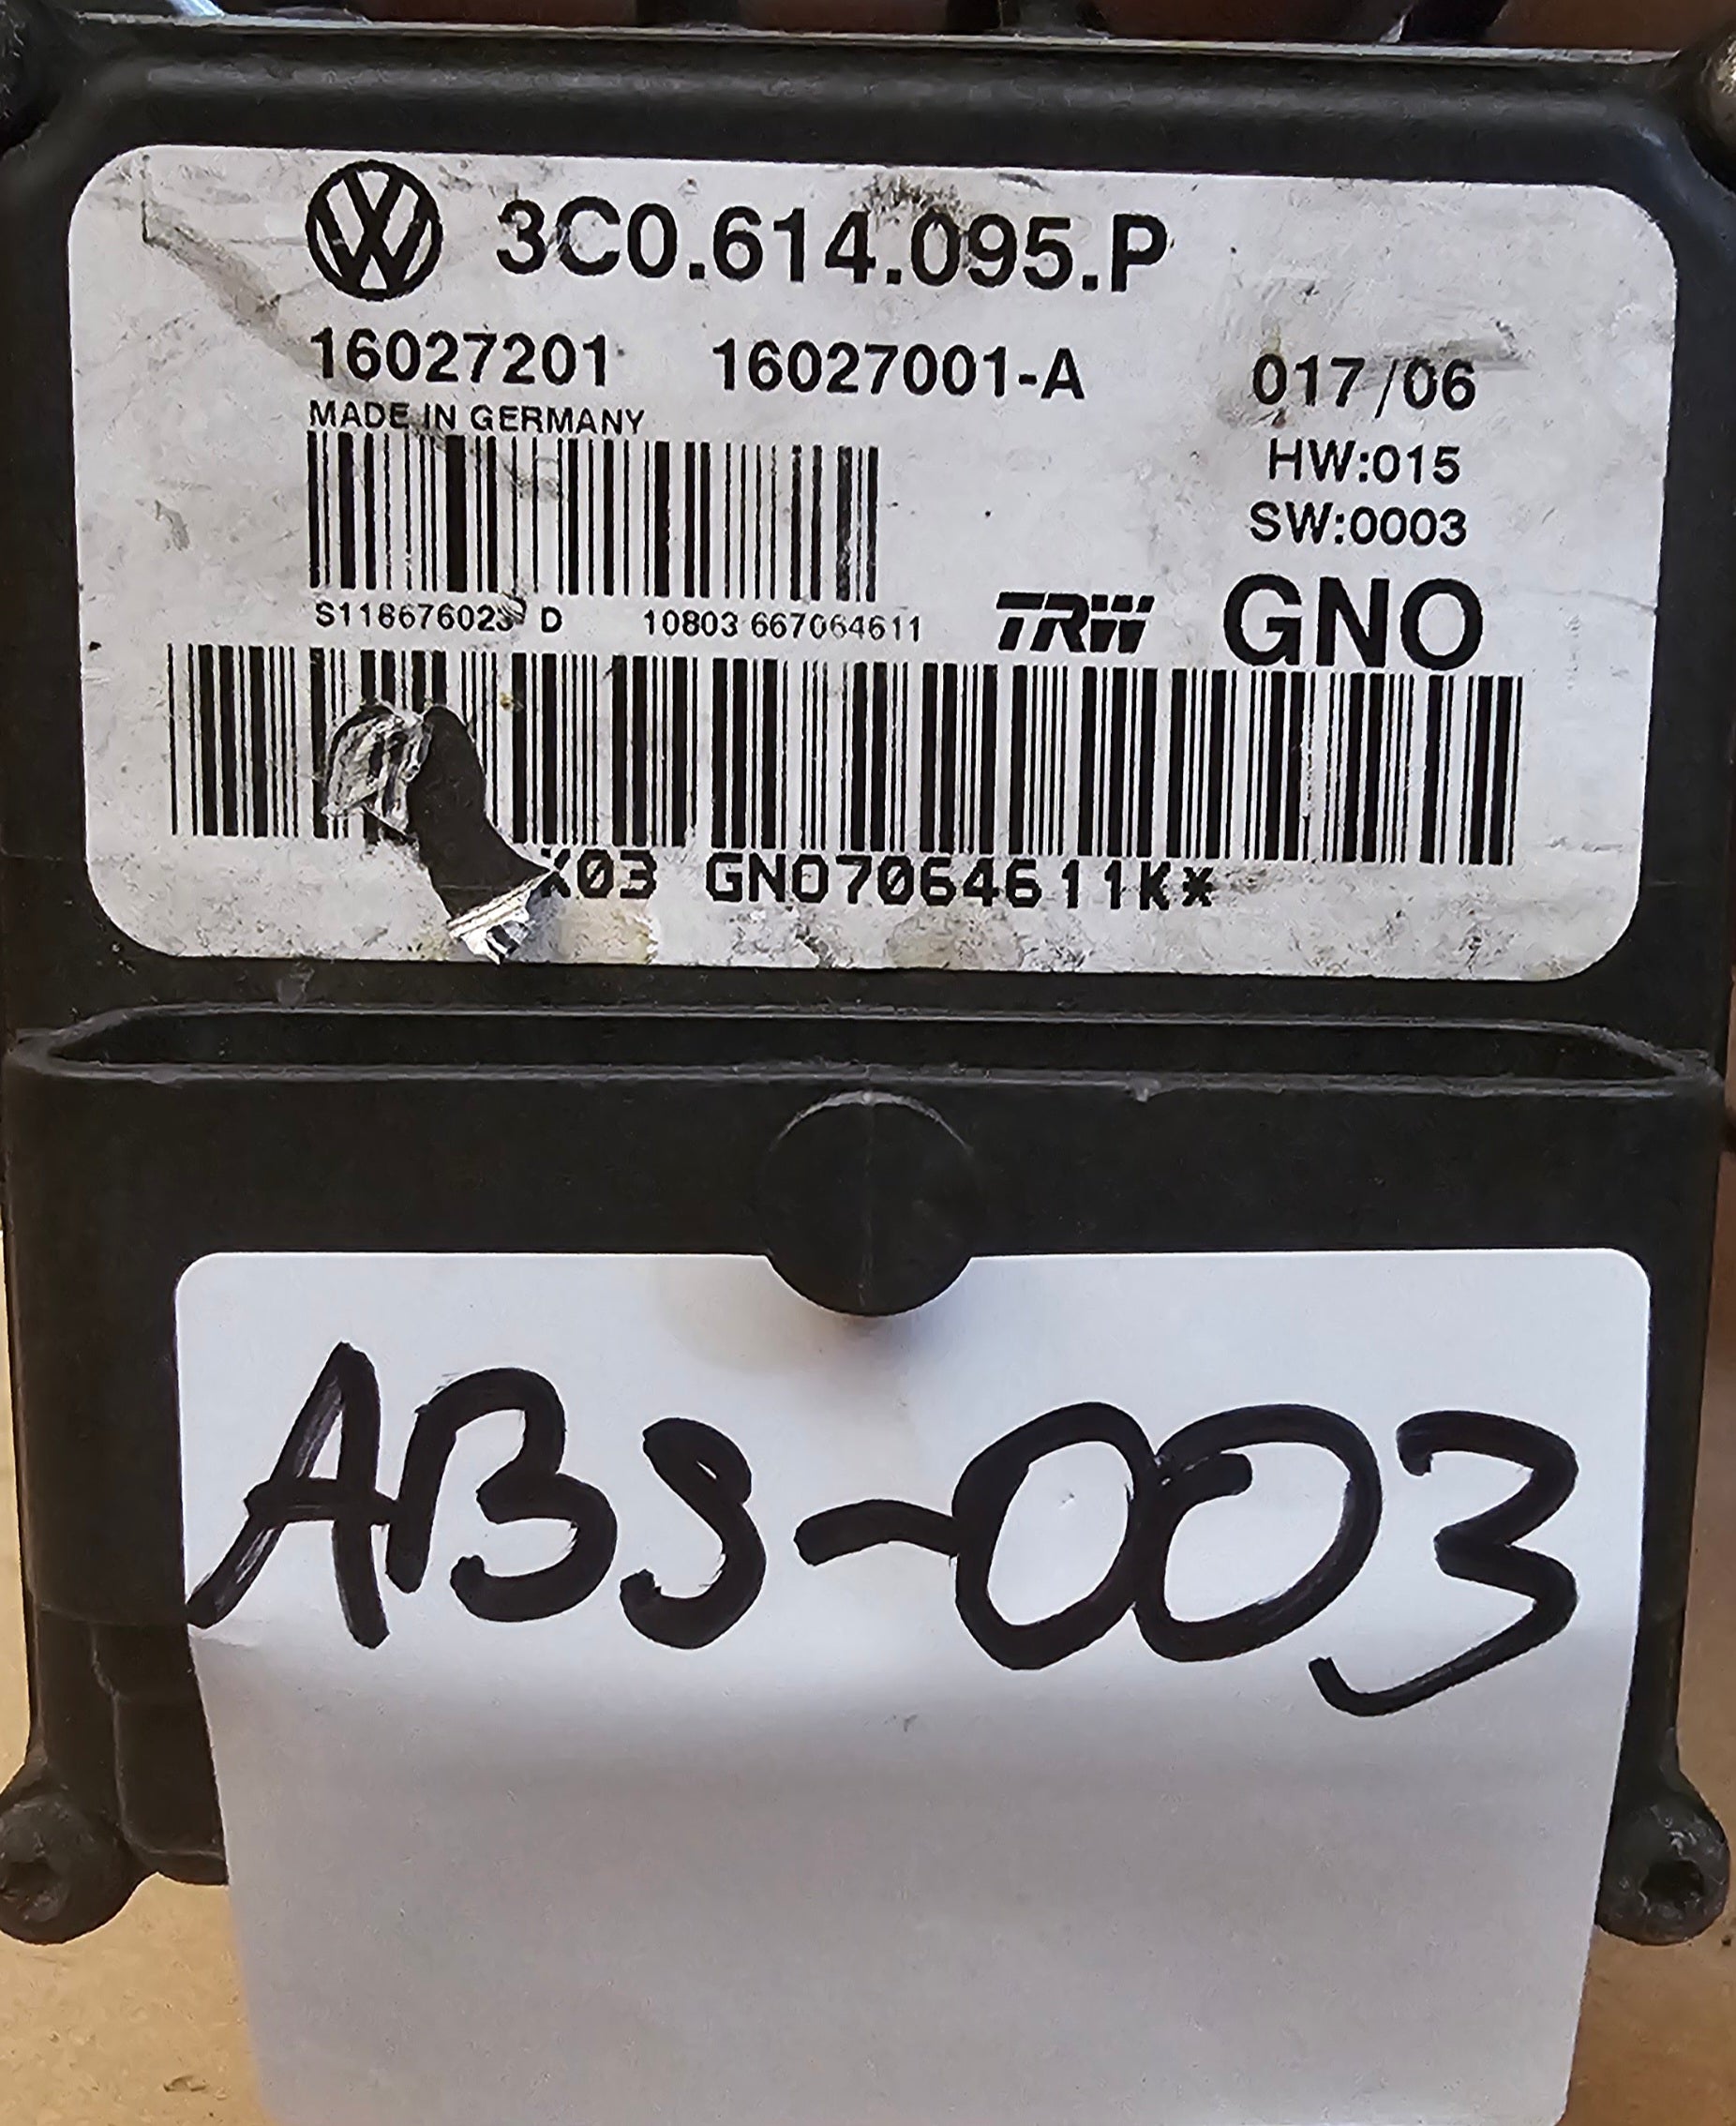 3C0.614.095.P
16027201 16027001-A 017/06
MADE IN GERMANY
HW:015
SW:0003
D 10803 667064611
TRW GNO
X03 GNO7064611K*
ABS-003